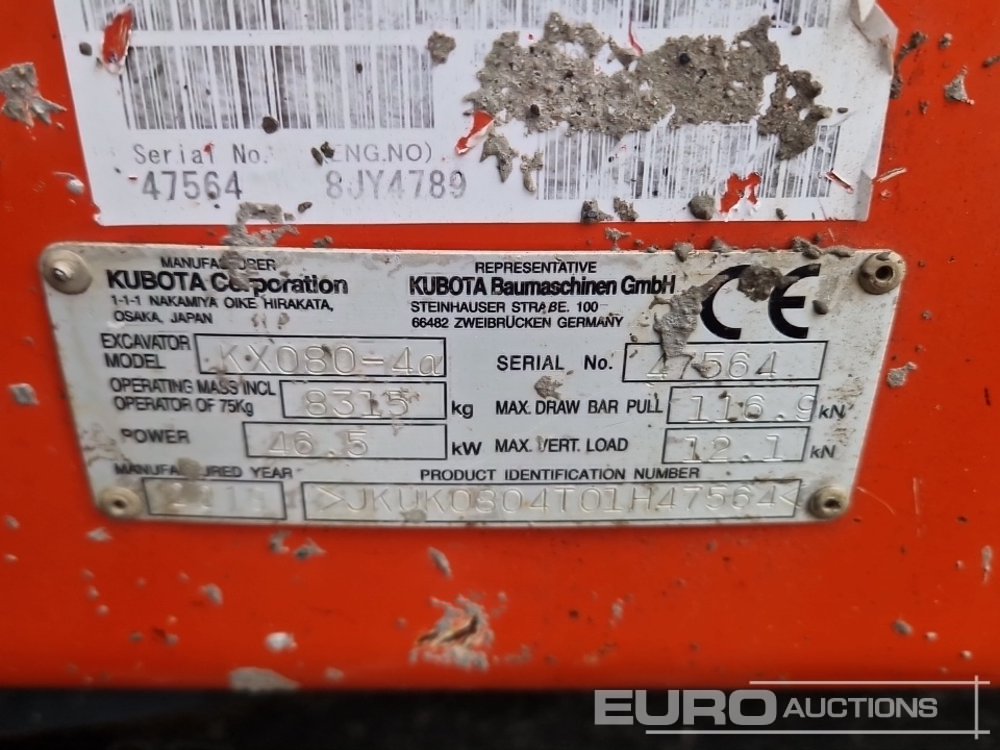 Serial No. (ENG.NO)
47564 8JY4789
MANUFACTURER
KUBOTA Corporation
1-1-1 NAKAMIYA OIKE HIRAKATA,
OSAKA, JAPAN
REPRESENTATIVE
KUBOTA Baumaschinen GmbH
STEINHAUSER STRAßE. 100
66482 ZWEIBRÜCKEN GERMANY
CE
EXCAVATOR
MODEL KX080-4α
SERIAL No. 47564
OPERATING MASS INCL
OPERATOR OF 75Kg 8315 kg
MAX. DRAW BAR PULL 116.9 kN
POWER 46.5 kW
MAX. VERT. LOAD 12.1 kN
MANUFACTURED YEAR
PRODUCT IDENTIFICATION NUMBER
>JKUK0804T01H47564<
EURO AUCTIONS